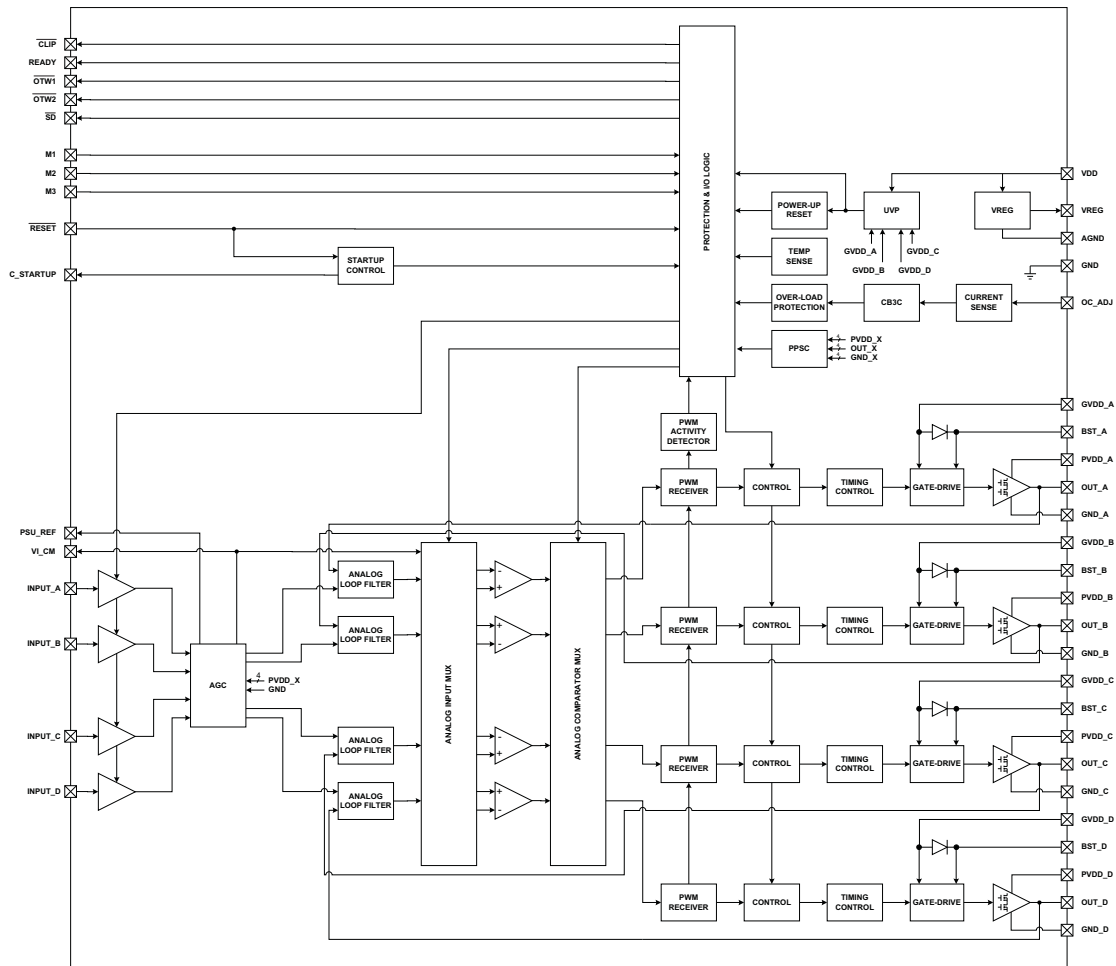 CLIP
READY
OTW1
OTW2
SD
M1
M2
M3
RESET
C_STARTUP
STARTUP
CONTROL
PROTECTION & I/O LOGIC
POWER-UP
RESET
UVP
VREG
GVDD_A
GVDD_C
GVDD_B
GVDD_D
TEMP
SENSE
OVER-LOAD
PROTECTION
CB3C
CURRENT
SENSE
PPSC
4
PVDD_X
4
OUT_X
4
GND_X
VDD
VREG
AGND
GND
OC_ADJ
PWM
ACTIVITY
DETECTOR
GVDD_A
BST_A
PVDD_A
OUT_A
GND_A
PWM
RECEIVER
CONTROL
TIMING
CONTROL
GATE-DRIVE
PSU_REF
VI_CM
INPUT_A
INPUT_B
INPUT_C
INPUT_D
AGC
4
PVDD_X
GND
ANALOG
LOOP FILTER
ANALOG
LOOP FILTER
ANALOG
LOOP FILTER
ANALOG
LOOP FILTER
ANALOG INPUT MUX
-
+
+
-
-
+
+
-
ANALOG COMPARATOR MUX
GVDD_B
BST_B
PVDD_B
OUT_B
GND_B
PWM
RECEIVER
CONTROL
TIMING
CONTROL
GATE-DRIVE
GVDD_C
BST_C
PVDD_C
OUT_C
GND_C
PWM
RECEIVER
CONTROL
TIMING
CONTROL
GATE-DRIVE
GVDD_D
BST_D
PVDD_D
OUT_D
GND_D
PWM
RECEIVER
CONTROL
TIMING
CONTROL
GATE-DRIVE